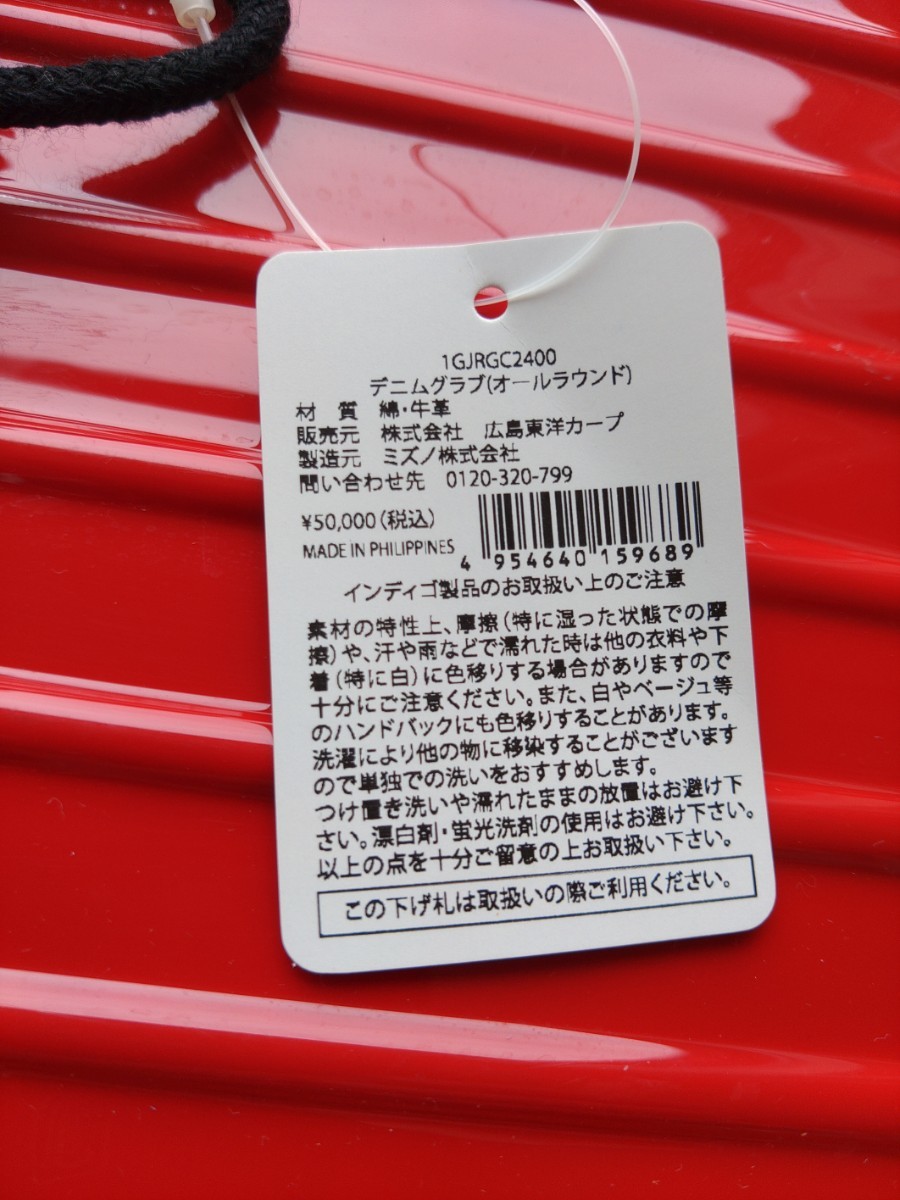 1GJRGC2400
デニムグラブ(オールラウンド)
材 質 綿・牛革
販売元 株式会社 広島東洋カープ
製造元 ミズノ株式会社
問い合わせ先 0120-320-799
¥50,000(税込)
MADE IN PHILIPPINES
4 954640 159689
インディゴ製品のお取扱い上のご注意
素材の特性上、摩擦(特に湿った状態での摩
擦)や、汗や雨などで濡れた時は他の衣料や下
着(特に白)に色移りする場合がありますので
十分にご注意ください。また、白やベージュ等
のハンドバックにも色移りすることがあります。
洗濯により他の物に移染することがございます
ので単独での洗いをおすすめします。
つけ置き洗いや濡れたままの放置はお避け下
さい。漂白剤・蛍光洗剤の使用はお避け下さい。
以上の点を十分ご留意の上お取扱い下さい。
この下げ札は取扱いの際ご利用ください。